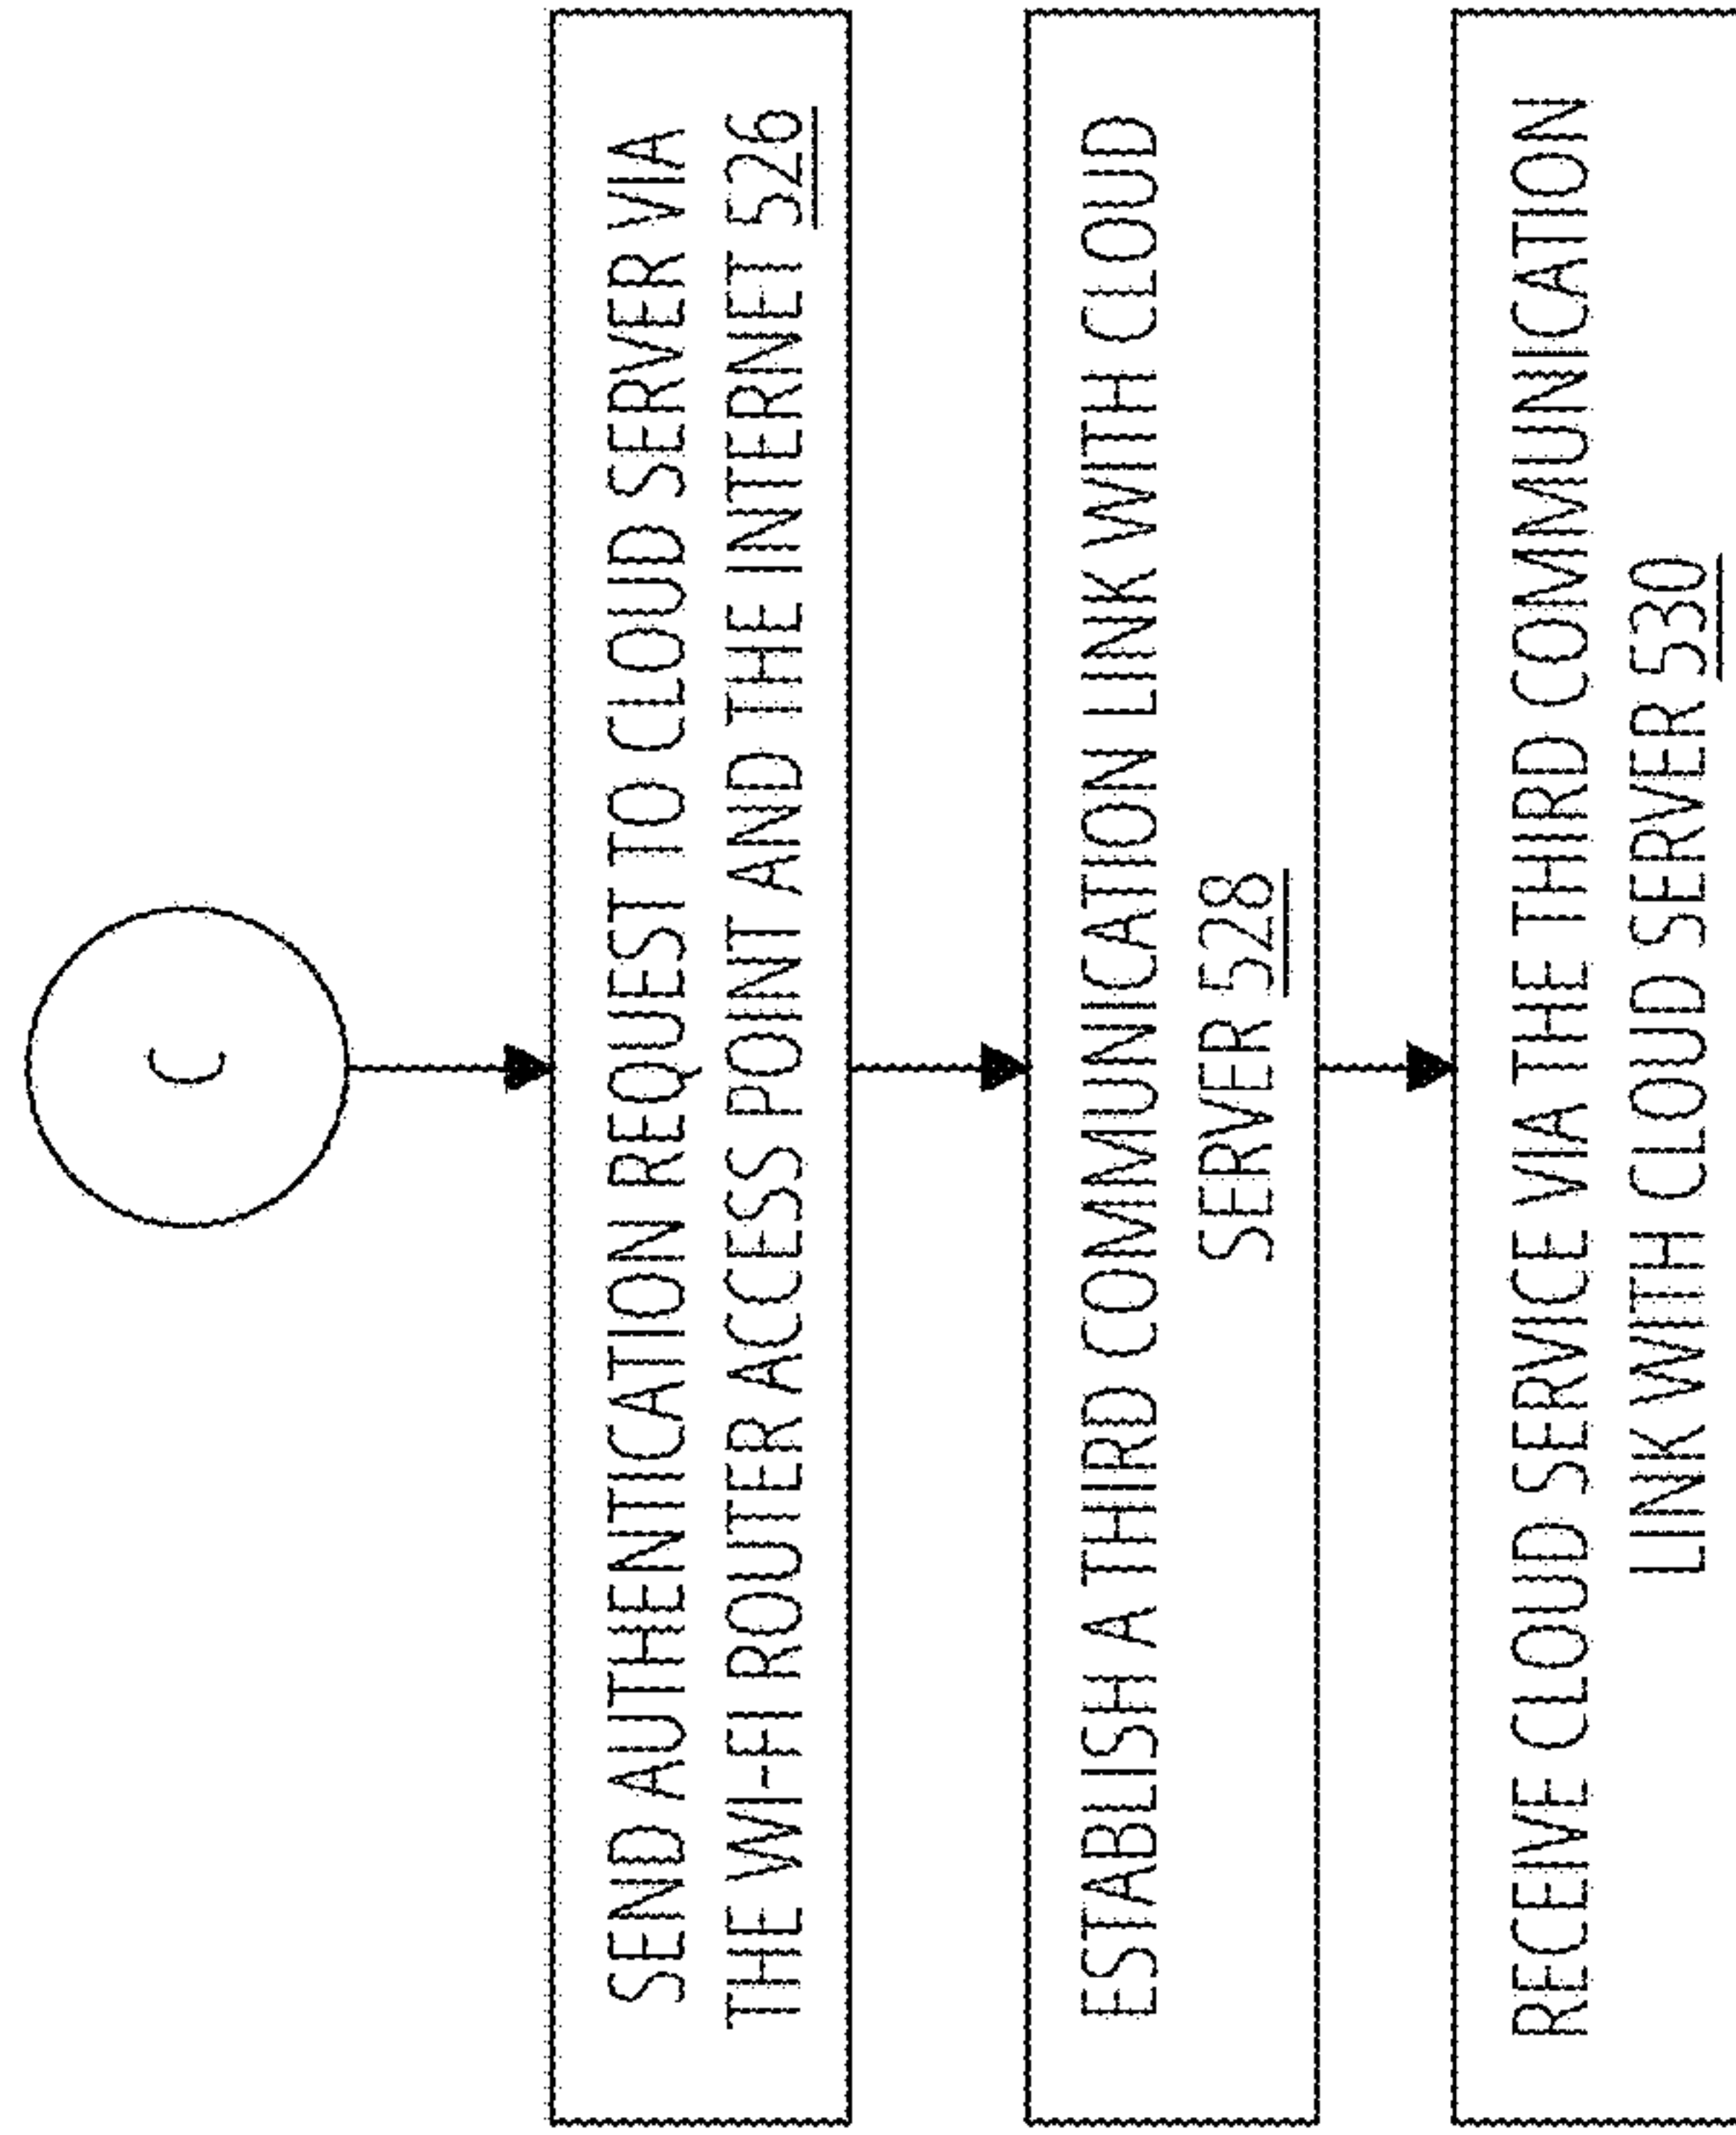 C
SEND AUTHENTICATION REQUEST TO CLOUD SERVER VIA
THE WI-FI ROUTER ACCESS POINT AND THE INTERNET 526
ESTABLISH A THIRD COMMUNICATION LINK WITH CLOUD
SERVER 528
RECEIVE CLOUD SERVICE VIA THE THIRD COMMUNICATION
LINK WITH CLOUD SERVER 530